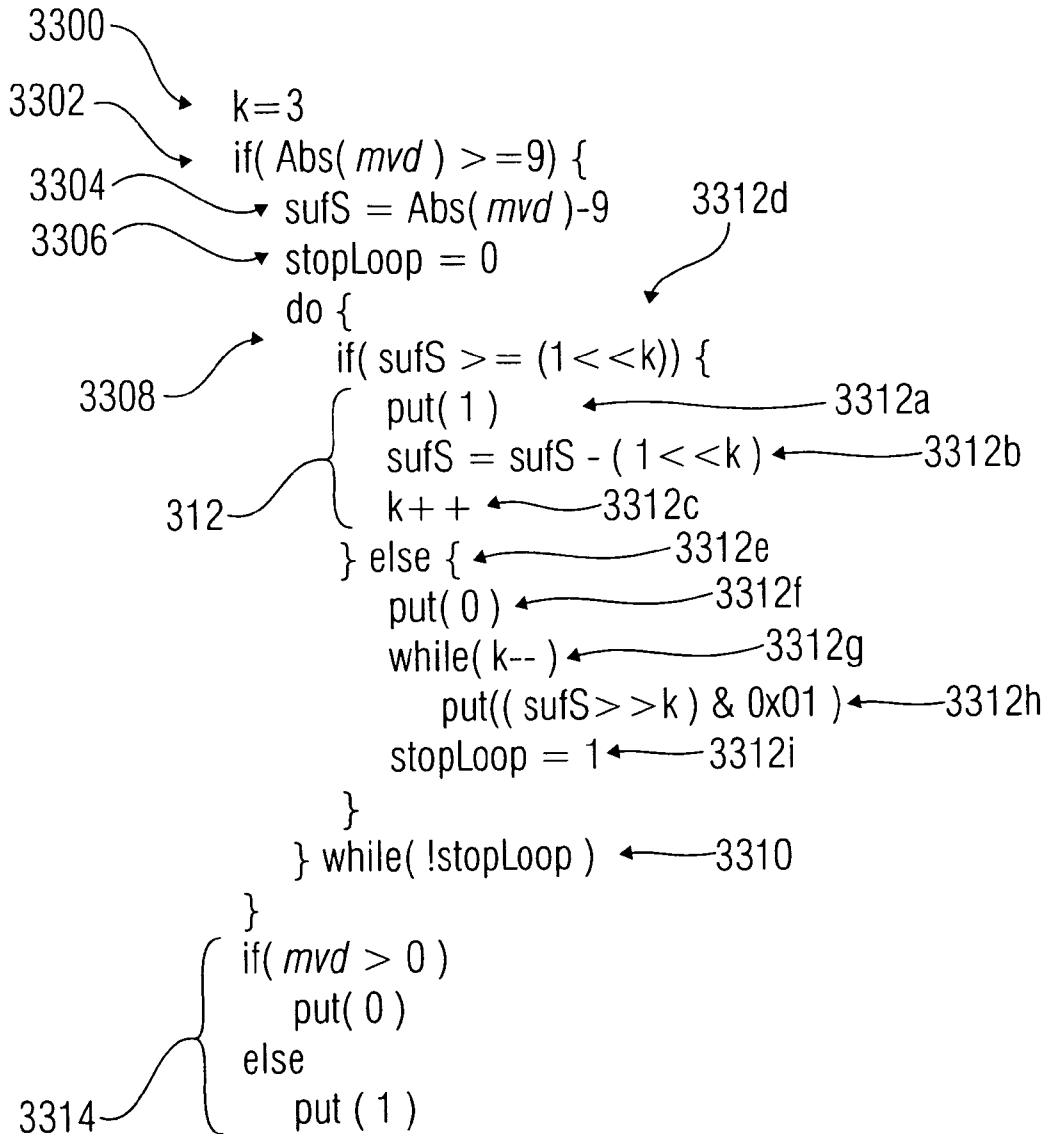 3300
k=3
3302
if( Abs( mvd ) >=9) {
3304
sufS = Abs( mvd )-9
3312d
3306
stopLoop = 0
do {
3308
if( sufS >= (1<<k)) {
put( 1 )
3312a
sufS = sufS - ( 1<<k )
3312b
312
k++
3312c
} else {
3312e
put( 0 )
3312f
while( k-- )
3312g
put(( sufS>>k ) & 0x01 )
3312h
stopLoop = 1
3312i
}
} while( !stopLoop )
3310
}
if( mvd > 0 )
put( 0 )
else
put ( 1 )
3314